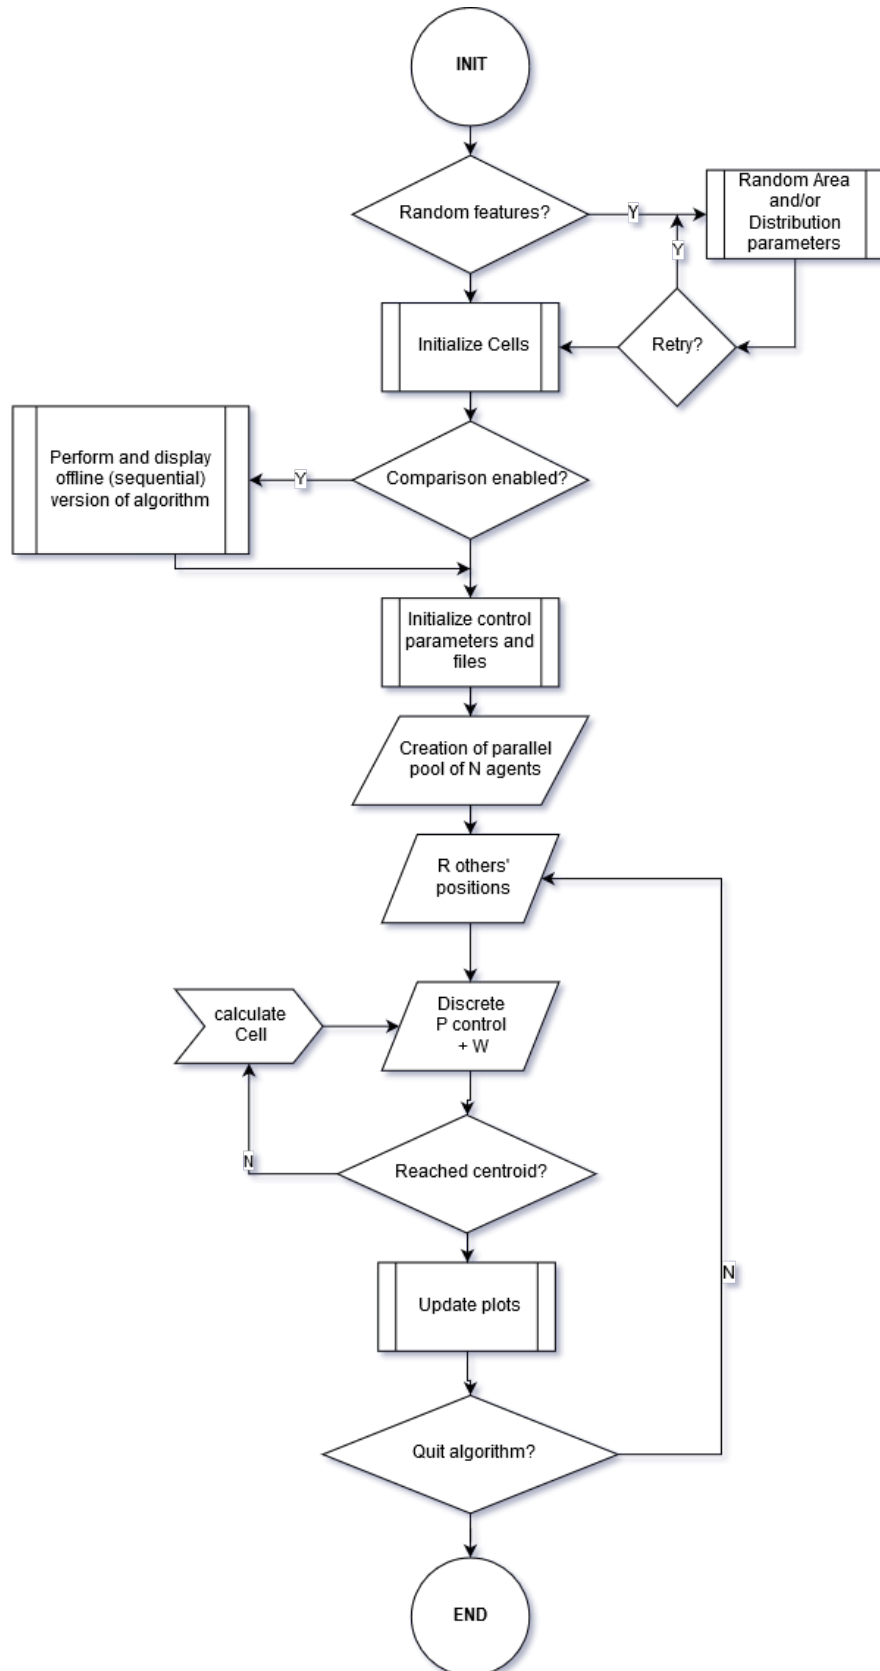 INIT
Random features?
Y
Random Area
and/or
Distribution
parameters
Y
Retry?
Initialize Cells
Comparison enabled?
Y
Perform and display
offline (sequential)
version of algorithm
Initialize control
parameters and
files
Creation of parallel
pool of N agents
R others'
positions
calculate
Cell
Discrete
P control
+ W
Reached centroid?
N
Update plots
N
Quit algorithm?
END